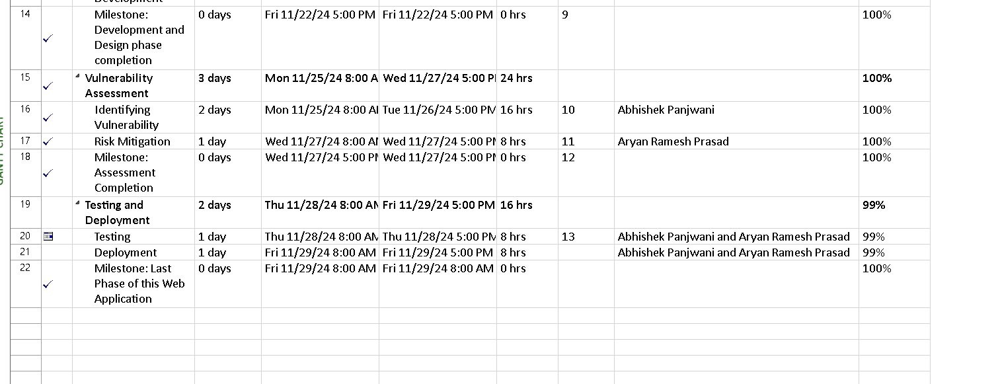 Development
14 Milestone: 0 days Fri 11/22/24 5:00 PM Fri 11/22/24 5:00 PM 0 hrs 9 100%
Development and
Design phase
completion
15 Vulnerability 3 days Mon 11/25/24 8:00 A Wed 11/27/24 5:00 P 24 hrs 100%
Assessment
16 Identifying 2 days Mon 11/25/24 8:00 A Tue 11/26/24 5:00 PM 16 hrs 10 Abhishek Panjwani 100%
Vulnerability
17 Risk Mitigation 1 day Wed 11/27/24 8:00 A Wed 11/27/24 5:00 P 8 hrs 11 Aryan Ramesh Prasad 100%
18 Milestone: 0 days Wed 11/27/24 5:00 P Wed 11/27/24 5:00 P 0 hrs 12 100%
Assessment
Completion
19 Testing and 2 days Thu 11/28/24 8:00 AM Fri 11/29/24 5:00 PM 16 hrs 99%
Deployment
20 Testing 1 day Thu 11/28/24 8:00 AM Thu 11/28/24 5:00 PM 8 hrs 13 Abhishek Panjwani and Aryan Ramesh Prasad 99%
21 Deployment 1 day Fri 11/29/24 8:00 AM Fri 11/29/24 5:00 PM 8 hrs Abhishek Panjwani and Aryan Ramesh Prasad 99%
22 Milestone: Last 0 days Fri 11/29/24 8:00 AM Fri 11/29/24 8:00 AM 0 hrs 100%
Phase of this Web
Application
GANTT CHART